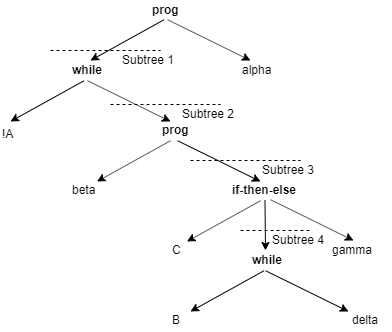 prog
Subtree 1
while
alpha
Subtree 2
!A
prog
Subtree 3
beta
if-then-else
Subtree 4
C
gamma
while
B
delta